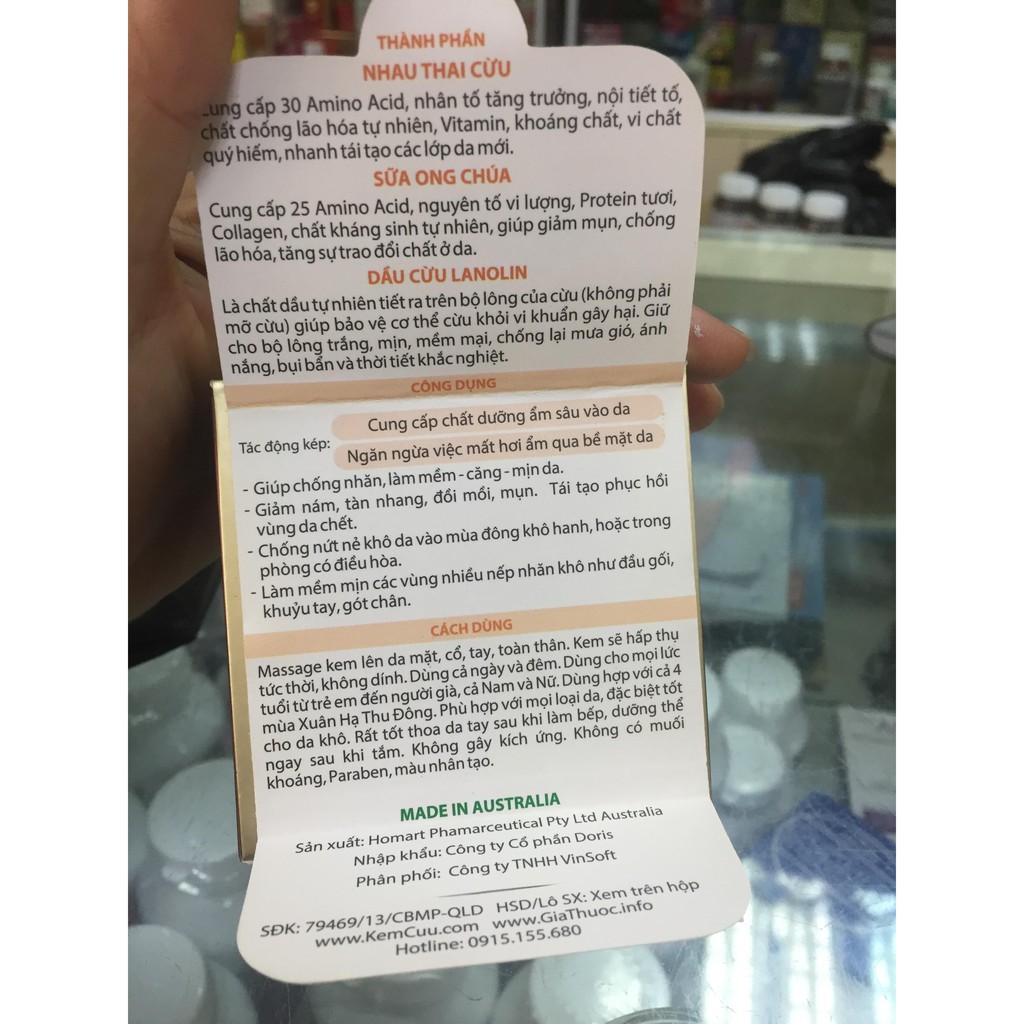 THÀNH PHẦN
NHAU THAI CỪU
Cung cấp 30 Amino Acid, nhân tố tăng trưởng, nội tiết tố,
chất chống lão hóa tự nhiên, Vitamin, khoáng chất, vi chất
quý hiếm, nhanh tái tạo các lớp da mới.
SỮA ONG CHÚA
Cung cấp 25 Amino Acid, nguyên tố vi lượng, Protein tươi,
Collagen, chất kháng sinh tự nhiên, giúp giảm mụn, chống
lão hóa, tăng sự trao đổi chất ở da.
DẦU CỪU LANOLIN
Là chất dầu tự nhiên tiết ra trên bộ lông của cừu (không phải
mỡ cừu) giúp bảo vệ cơ thể cừu khỏi vi khuẩn gây hại. Giữ
cho bộ lông trắng, mịn, mềm mại, chống lại mưa gió, ánh
nắng, bụi bẩn và thời tiết khắc nghiệt.
CÔNG DỤNG
Tác động kép:
Cung cấp chất dưỡng ẩm sâu vào da
Ngăn ngừa việc mất hơi ẩm qua bề mặt da
- Giúp chống nhăn, làm mềm - căng - mịn da.
- Giảm nám, tàn nhang, đồi mồi, mụn. Tái tạo phục hồi
vùng da chết.
- Chống nứt nẻ khô da vào mùa đông khô hanh, hoặc trong
phòng có điều hòa.
- Làm mềm mịn các vùng nhiều nếp nhăn khô như đầu gối,
khuỷu tay, gót chân.
CÁCH DÙNG
Massage kem lên da mặt, cổ, tay, toàn thân. Kem sẽ hấp thụ
tức thời, không dính. Dùng cả ngày và đêm. Dùng cho mọi lức
tuổi từ trẻ em đến người già, cả Nam và Nữ. Dùng hợp với cả 4
mùa Xuân Hạ Thu Đông. Phù hợp với mọi loại da, đặc biệt tốt
cho da khô. Rất tốt thoa da tay sau khi làm bếp, dưỡng thể
ngay sau khi tắm. Không gây kích ứng. Không có muối
khoáng, Paraben, màu nhân tạo.
MADE IN AUSTRALIA
Sản xuất: Homart Phamarceutical Pty Ltd Australia
Nhập khẩu: Công ty Cổ phần Doris
Phân phối: Công ty TNHH VinSoft
SĐK: 79469/13/CBMP-QLD HSD/Lô SX: Xem trên hộp
www.KemCuu.com www.GiaThuoc.info
Hotline: 0915.155.680